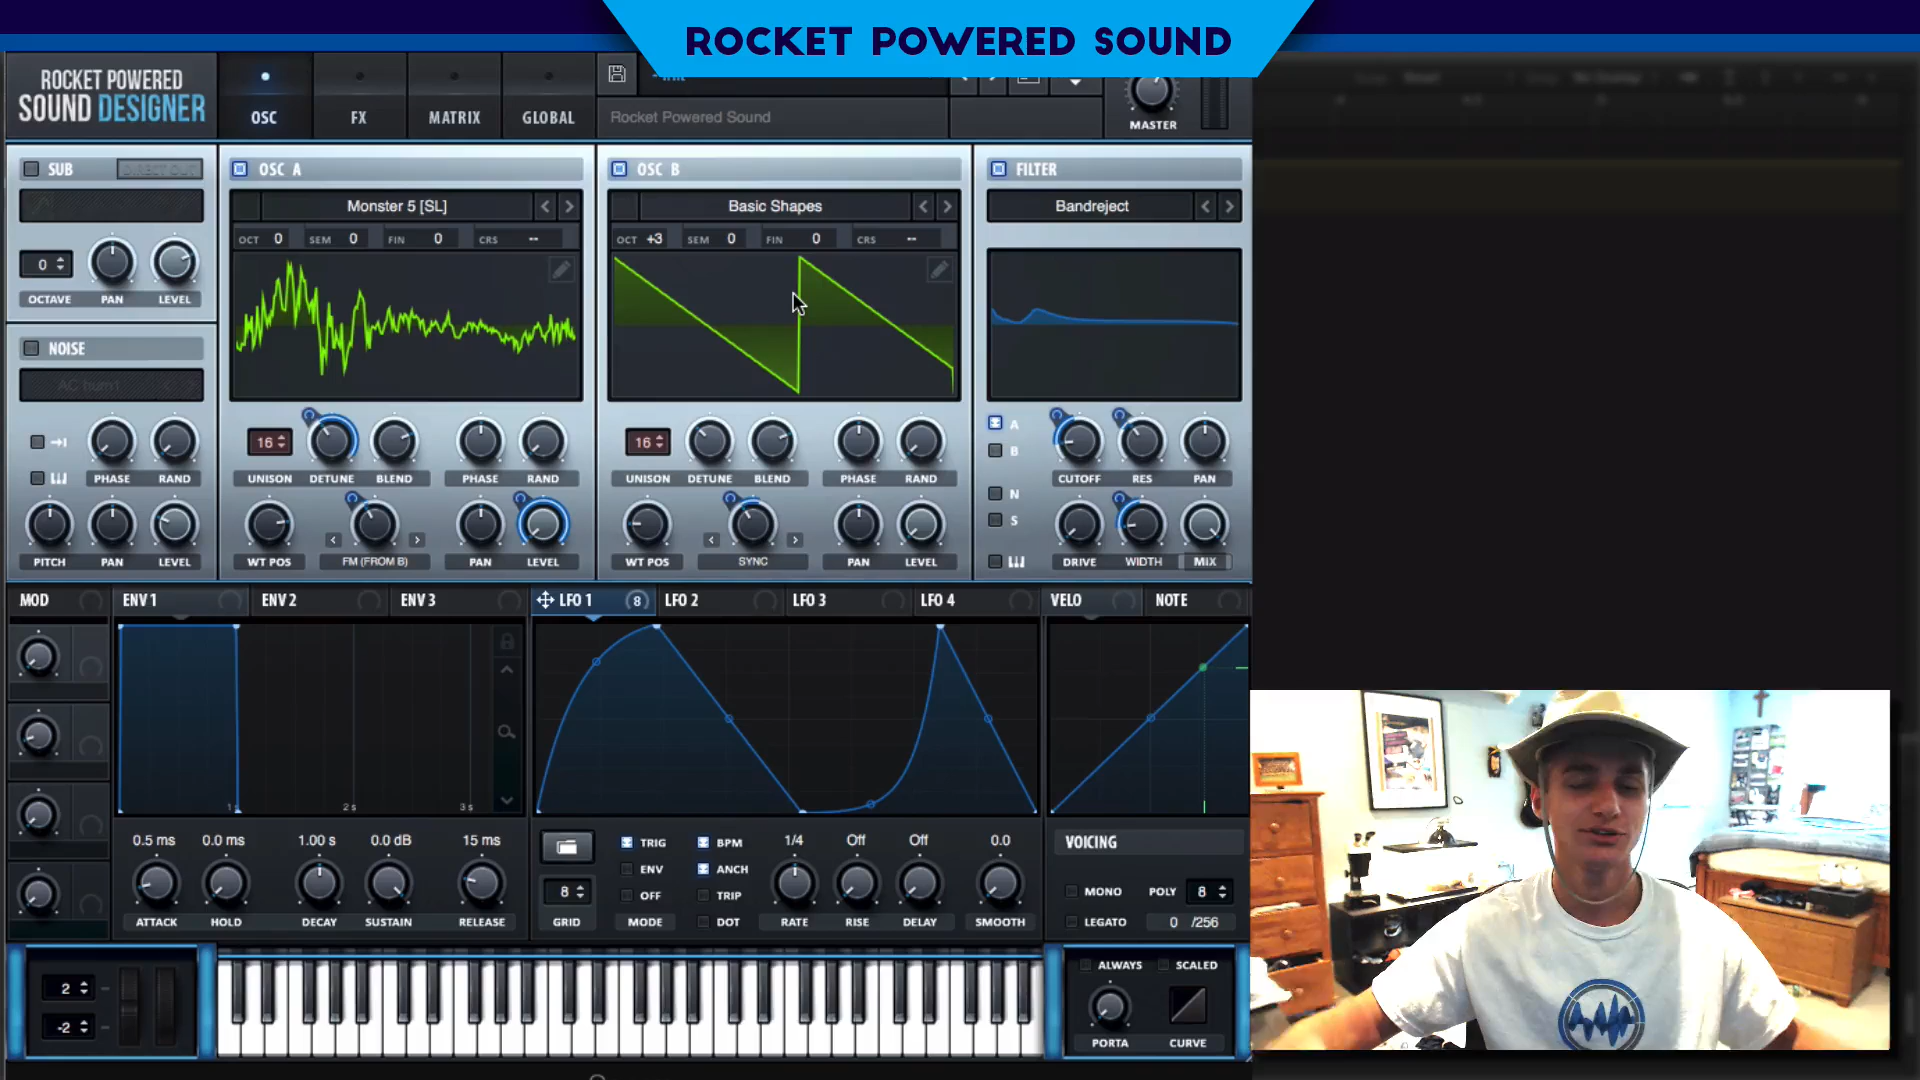 ROCKET POWERED SOUND
ROCKET POWERED
SOUND DESIGNER
OSC
FX
MATRIX
GLOBAL
Rocket Powered Sound
MASTER
SUB
DIRECT OUT
OSC A
OSC B
FILTER
Monster 5 [SL]
Basic Shapes
Bandreject
OCT 0 SEM 0 FIN 0 CRS --
OCT +3 SEM 0 FIN 0 CRS --
0
OCTAVE PAN LEVEL
NOISE
AC hum1
16
16
A
B
N
S
PHASE RAND
UNISON DETUNE BLEND PHASE RAND
UNISON DETUNE BLEND PHASE RAND
CUTOFF RES PAN
PITCH PAN LEVEL
WT POS FM (FROM B) PAN LEVEL
WT POS SYNC PAN LEVEL
DRIVE WIDTH MIX
MOD
ENV 1
ENV 2
ENV 3
LFO 1 8
LFO 2
LFO 3
LFO 4
VELO
NOTE
1s 2s 3s
0.5 ms 0.0 ms 1.00 s 0.0 dB 15 ms
ATTACK HOLD DECAY SUSTAIN RELEASE
8
GRID
TRIG
ENV
OFF
MODE
BPM
ANCH
TRIP
DOT
1/4 Off Off 0.0
RATE RISE DELAY SMOOTH
VOICING
MONO POLY 8
LEGATO 0 /256
2
-2
ALWAYS SCALED
PORTA CURVE